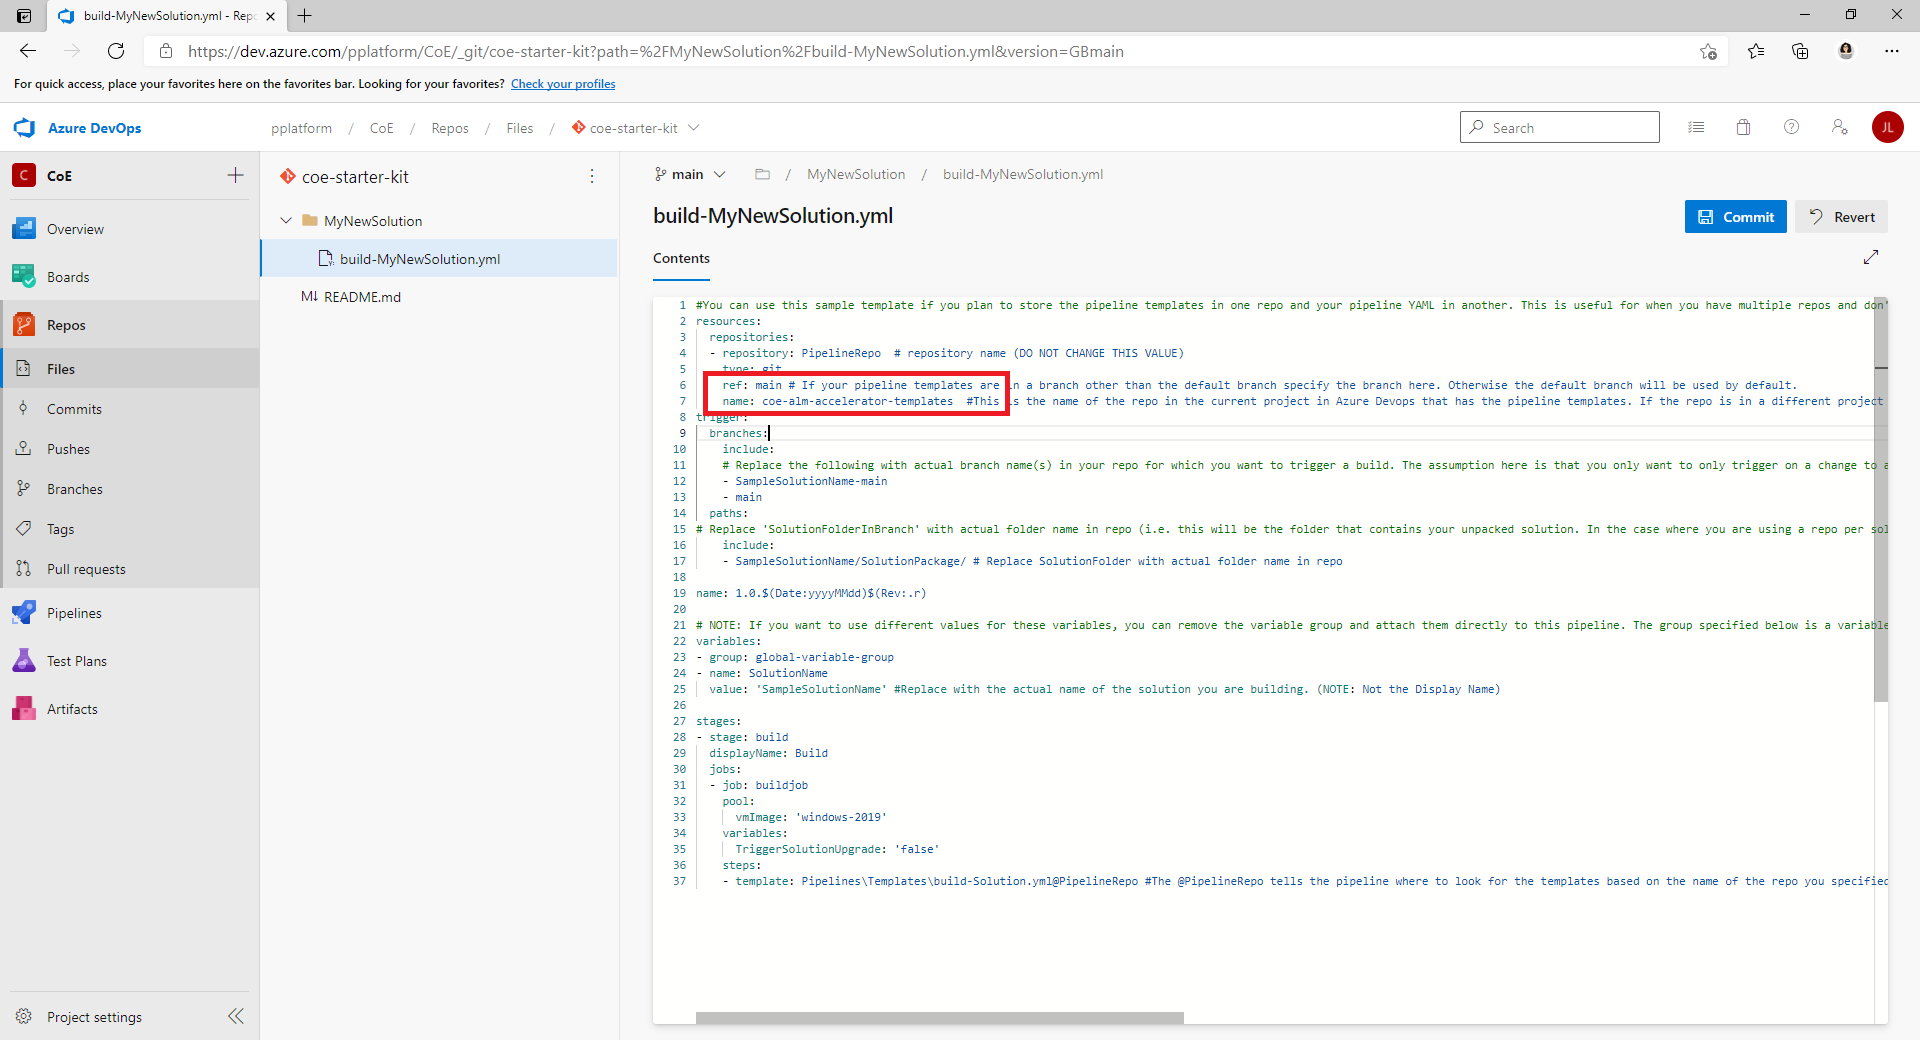 build-MyNewSolution.yml - Repo
https://dev.azure.com/pplatform/CoE/_git/coe-starter-kit?path=%2FMyNewSolution%2Fbuild-MyNewSolution.yml&version=GBmain
For quick access, place your favorites here on the favorites bar. Looking for your favorites? Check your profiles
Azure DevOps
pplatform / CoE / Repos / Files / coe-starter-kit
Search
JL
C CoE
Overview
Boards
Repos
Files
Commits
Pushes
Branches
Tags
Pull requests
Pipelines
Test Plans
Artifacts
Project settings
coe-starter-kit
MyNewSolution
build-MyNewSolution.yml
M↓ README.md
main / MyNewSolution / build-MyNewSolution.yml
build-MyNewSolution.yml
Commit
Revert
Contents
1 #You can use this sample template if you plan to store the pipeline templates in one repo and your pipeline YAML in another. This is useful for when you have multiple repos and don'
2 resources:
3 repositories:
4 - repository: PipelineRepo # repository name (DO NOT CHANGE THIS VALUE)
5 type: git
6 ref: main # If your pipeline templates are in a branch other than the default branch specify the branch here. Otherwise the default branch will be used by default.
7 name: coe-alm-accelerator-templates #This is the name of the repo in the current project in Azure Devops that has the pipeline templates. If the repo is in a different project
8 trigger:
9 branches:
10 include:
11 # Replace the following with actual branch name(s) in your repo for which you want to trigger a build. The assumption here is that you only want to only trigger on a change to a
12 - SampleSolutionName-main
13 - main
14 paths:
15 # Replace 'SolutionFolderInBranch' with actual folder name in repo (i.e. this will be the folder that contains your unpacked solution. In the case where you are using a repo per sol
16 include:
17 - SampleSolutionName/SolutionPackage/ # Replace SolutionFolder with actual folder name in repo
18
19 name: 1.0.$(Date:yyyyMMdd)$(Rev:.r)
20
21 # NOTE: If you want to use different values for these variables, you can remove the variable group and attach them directly to this pipeline. The group specified below is a variable
22 variables:
23 - group: global-variable-group
24 - name: SolutionName
25 value: 'SampleSolutionName' #Replace with the actual name of the solution you are building. (NOTE: Not the Display Name)
26
27 stages:
28 - stage: build
29 displayName: Build
30 jobs:
31 - job: buildjob
32 pool:
33 vmImage: 'windows-2019'
34 variables:
35 TriggerSolutionUpgrade: 'false'
36 steps:
37 - template: Pipelines\Templates\build-Solution.yml@PipelineRepo #The @PipelineRepo tells the pipeline where to look for the templates based on the name of the repo you specified